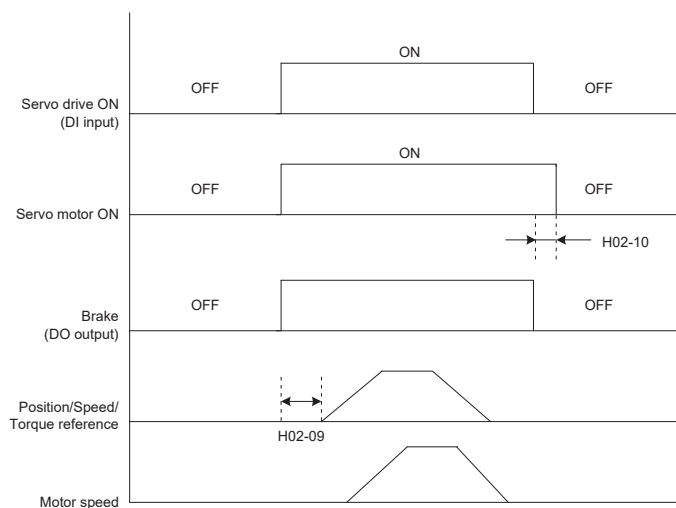 ON
OFF
OFF
Servo drive ON
(DI input)
ON
OFF
OFF
Servo motor ON
H02-10
OFF
OFF
Brake
(DO output)
Position/Speed/
Torque reference
H02-09
Motor speed